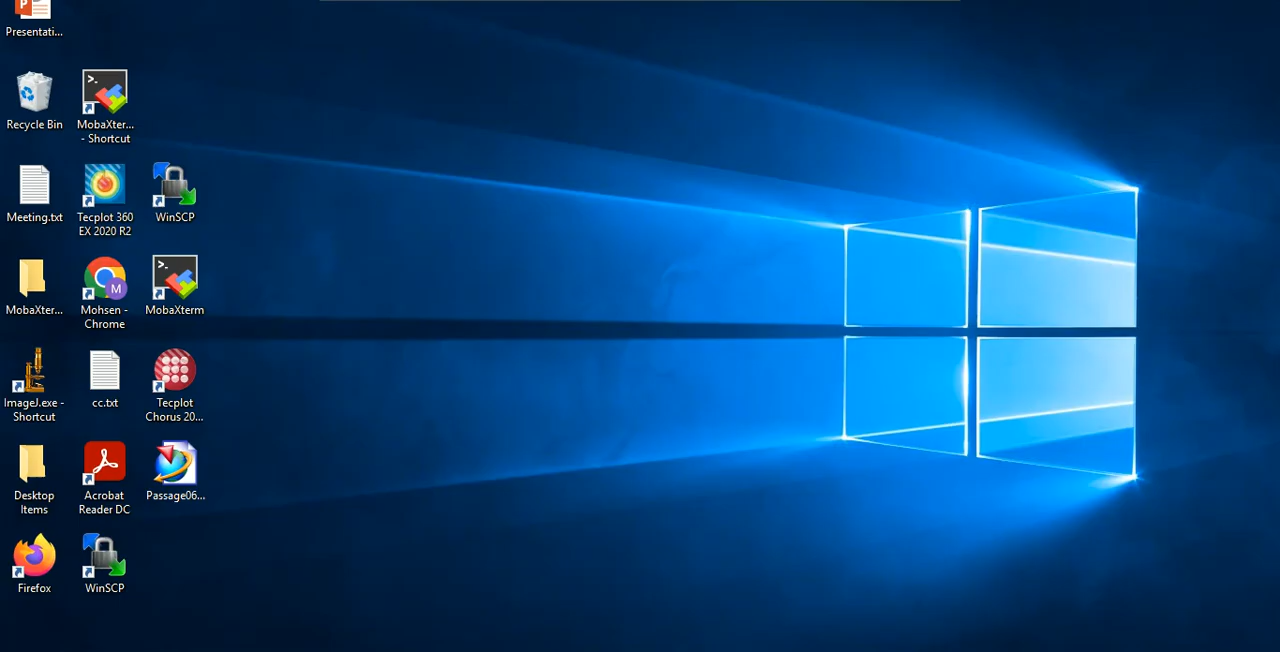 Presentati...
Recycle Bin
MobaXter...
- Shortcut
Meeting.txt
Tecplot 360
EX 2020 R2
WinSCP
MobaXter...
M
Mohsen -
Chrome
MobaXterm
ImageJ.exe -
Shortcut
cc.txt
Tecplot
Chorus 20...
Desktop
Items
Acrobat
Reader DC
Passage06...
Firefox
WinSCP